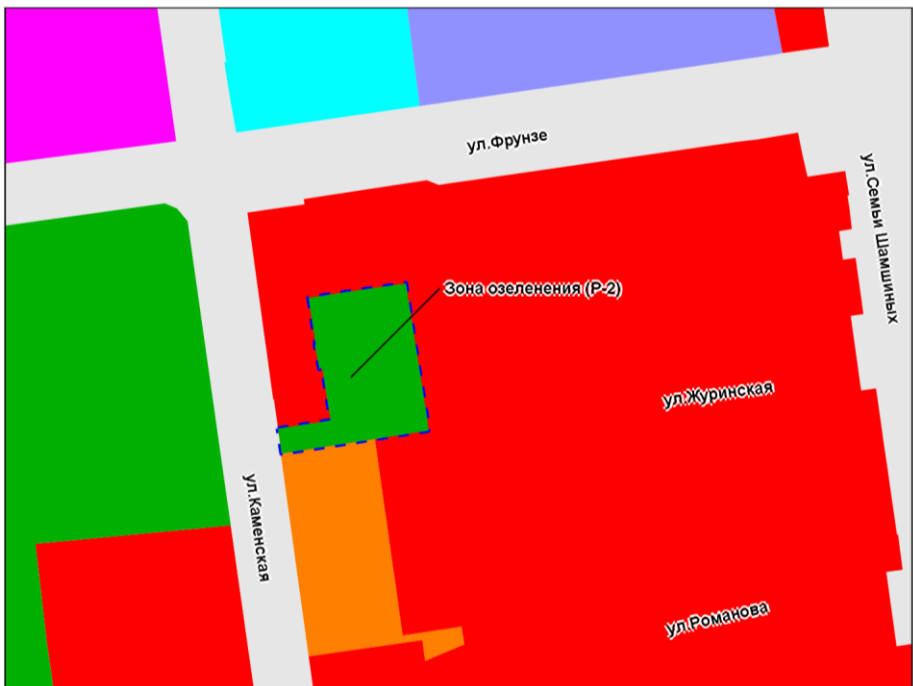 ул.Фрунзе
ул.Семьи Шамшиных
Зона озеленения (Р-2)
ул.Журинская
ул.Каменская
ул.Романова